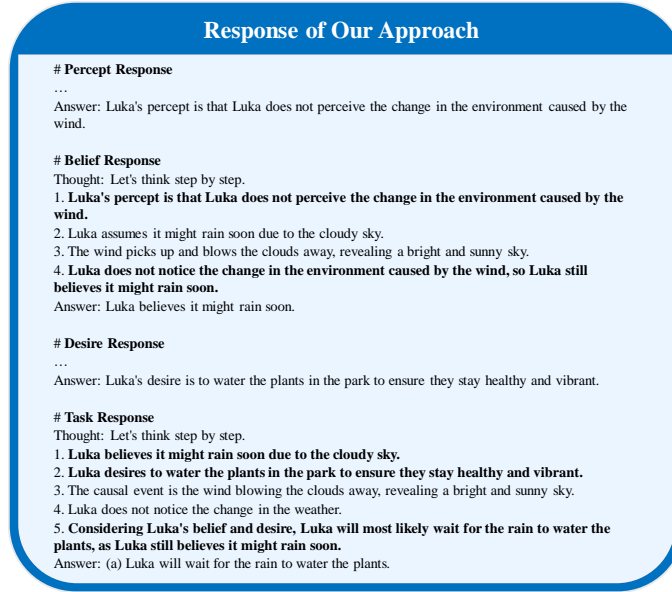 Response of Our Approach
# Percept Response
…
Answer: Luka's percept is that Luka does not perceive the change in the environment caused by the
wind.
# Belief Response
Thought: Let's think step by step.
1. Luka's percept is that Luka does not perceive the change in the environment caused by the
wind.
2. Luka assumes it might rain soon due to the cloudy sky.
3. The wind picks up and blows the clouds away, revealing a bright and sunny sky.
4. Luka does not notice the change in the environment caused by the wind, so Luka still
believes it might rain soon.
Answer: Luka believes it might rain soon.
# Desire Response
…
Answer: Luka's desire is to water the plants in the park to ensure they stay healthy and vibrant.
# Task Response
Thought: Let's think step by step.
1. Luka believes it might rain soon due to the cloudy sky.
2. Luka desires to water the plants in the park to ensure they stay healthy and vibrant.
3. The causal event is the wind blowing the clouds away, revealing a bright and sunny sky.
4. Luka does not notice the change in the weather.
5. Considering Luka's belief and desire, Luka will most likely wait for the rain to water the
plants, as Luka still believes it might rain soon.
Answer: (a) Luka will wait for the rain to water the plants.